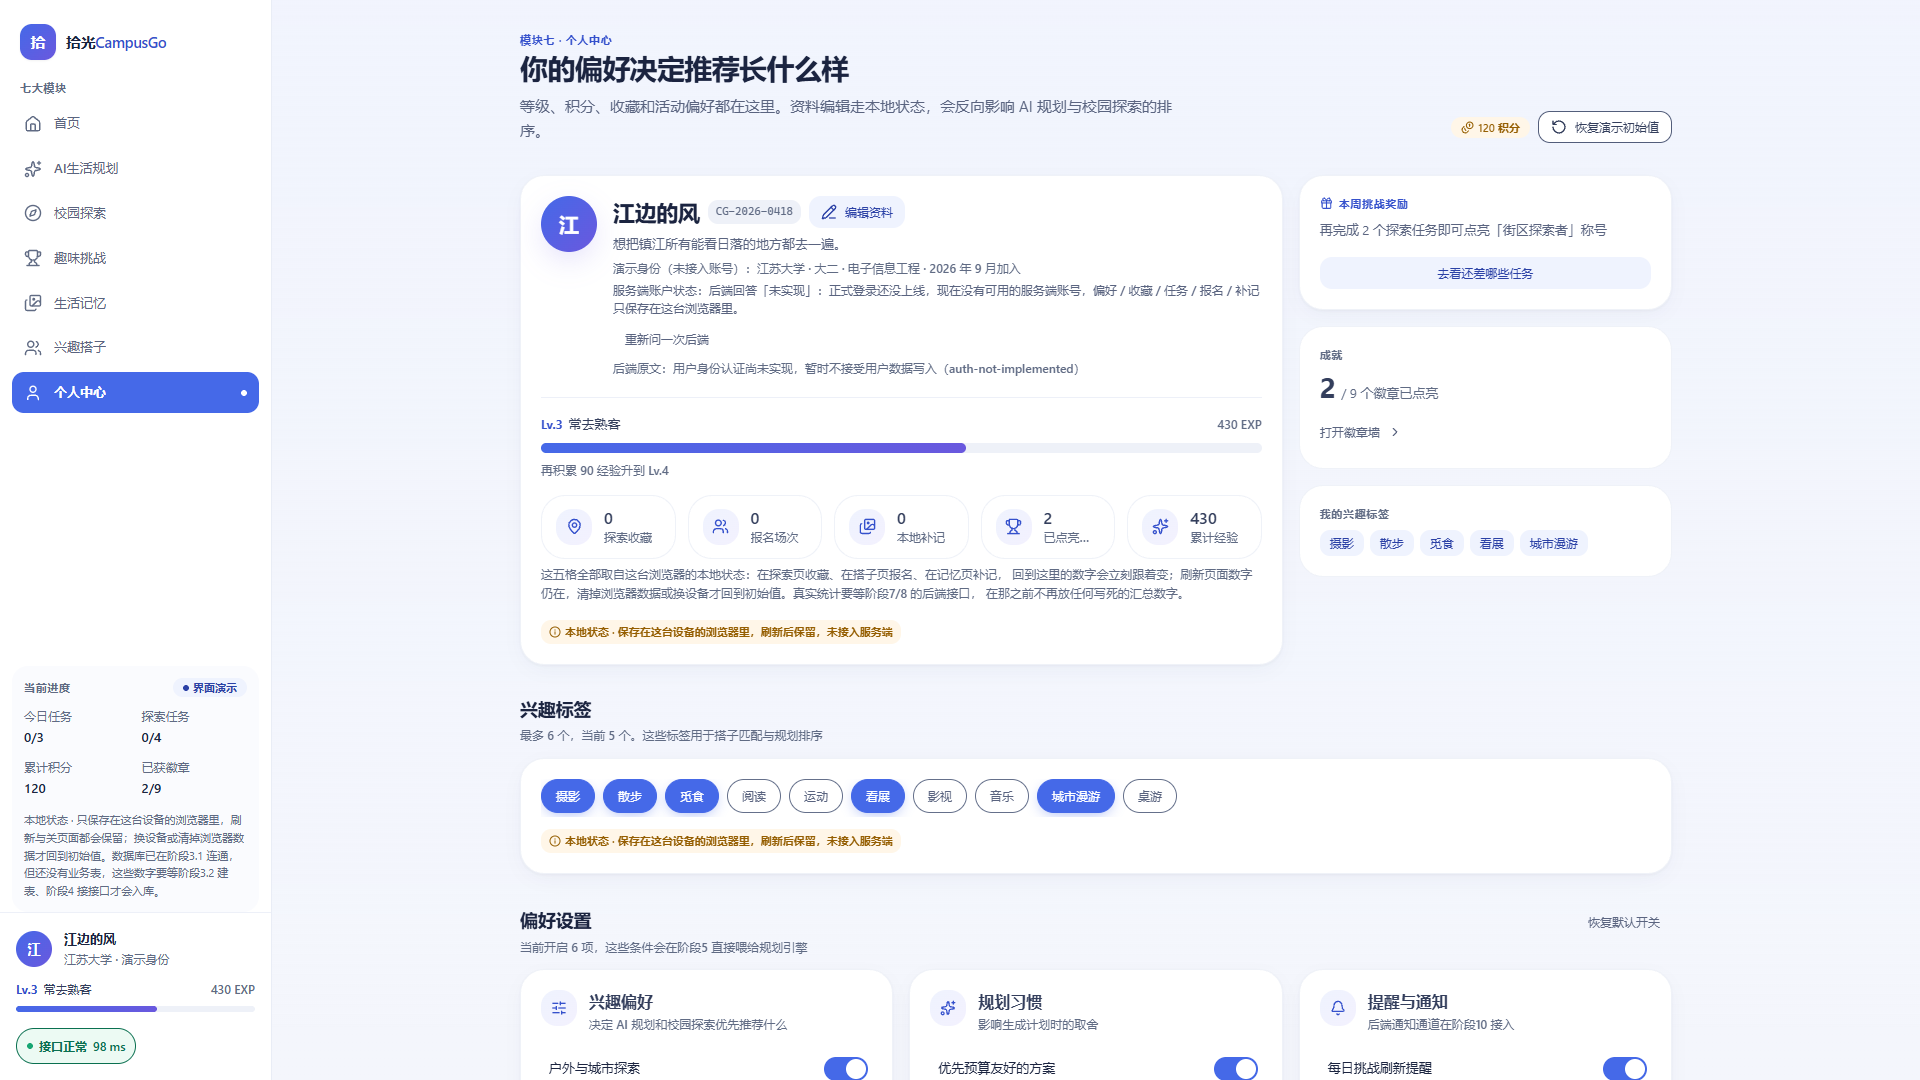 拾 拾光CampusGo
七大模块
首页
AI生活规划
校园探索
趣味挑战
生活记忆
兴趣搭子
个人中心
当前进度 界面演示
今日任务 探索任务
0/3 0/4
累计积分 已获徽章
120 2/9
本地状态 · 只保存在这台设备的浏览器里，刷
新与关页面都会保留；换设备或清掉浏览器数
据才回到初始值。数据库已在阶段3.1 连通，
但还没有业务表，这些数字要等阶段3.2 建
表、阶段4 接接口才会入库。
江 江边的风
江苏大学 · 演示身份
Lv.3 常去熟客 430 EXP
接口正常 98 ms
模块七 · 个人中心
你的偏好决定推荐长什么样
等级、积分、收藏和活动偏好都在这里。资料编辑走本地状态，会反向影响 AI 规划与校园探索的排
序。
120 积分 恢复演示初始值
江 江边的风 CG-2026-0418 编辑资料
想把镇江所有能看日落的地方都去一遍。
演示身份（未接入账号）：江苏大学 · 大二 · 电子信息工程 · 2026 年 9 月加入
服务端账户状态：后端回答「未实现」：正式登录还没上线，现在没有可用的服务端账号，偏好 / 收藏 / 任务 / 报名 / 补记
只保存在这台浏览器里。
重新问一次后端
后端原文：用户身份认证尚未实现，暂时不接受用户数据写入（auth-not-implemented）
Lv.3 常去熟客 430 EXP
再积累 90 经验升到 Lv.4
0 探索收藏
0 报名场次
0 本地补记
2 已点亮...
430 累计经验
这五格全部取自这台浏览器的本地状态：在探索页收藏、在搭子页报名、在记忆页补记， 回到这里的数字会立刻跟着变；刷新页面数字
仍在，清掉浏览器数据或换设备才回到初始值。真实统计要等阶段7/8 的后端接口， 在那之前不再放任何写死的汇总数字。
本地状态 · 保存在这台设备的浏览器里，刷新后保留，未接入服务端
本周挑战奖励
再完成 2 个探索任务即可点亮「街区探索者」称号
去看还差哪些任务
成就
2 / 9 个徽章已点亮
打开徽章墙
我的兴趣标签
摄影 散步 觅食 看展 城市漫游
兴趣标签
最多 6 个，当前 5 个。这些标签用于搭子匹配与规划排序
摄影 散步 觅食 阅读 运动 看展 影视 音乐 城市漫游 桌游
本地状态 · 保存在这台设备的浏览器里，刷新后保留，未接入服务端
偏好设置 恢复默认开关
当前开启 6 项，这些条件会在阶段5 直接喂给规划引擎
兴趣偏好
决定 AI 规划和校园探索优先推荐什么
户外与城市探索
规划习惯
影响生成计划时的取舍
优先预算友好的方案
提醒与通知
后端通知通道在阶段10 接入
每日挑战刷新提醒